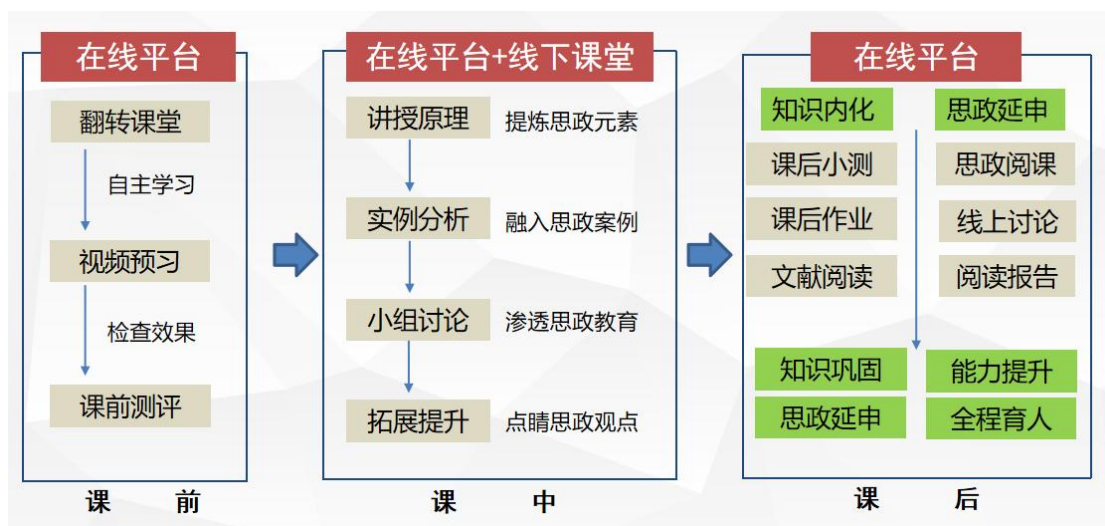 在线平台
翻转课堂
自主学习
视频预习
检查效果
课前测评
课 前
在线平台+线下课堂
讲授原理 提炼思政元素
实例分析 融入思政案例
小组讨论 渗透思政教育
拓展提升 点睛思政观点
课 中
在线平台
知识内化 思政延申
课后小测 思政阅课
课后作业 线上讨论
文献阅读 阅读报告
知识巩固 能力提升
思政延申 全程育人
课 后